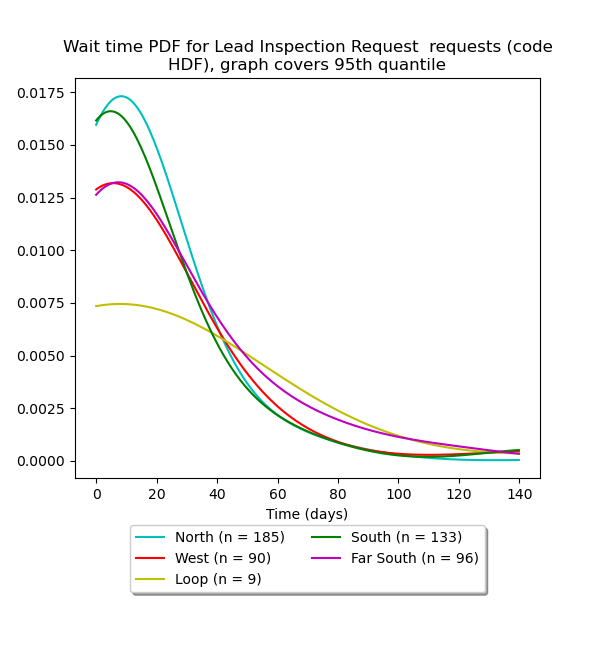 Wait time PDF for Lead Inspection Request  requests (code
HDF), graph covers 95th quantile
0.0175
0.0150
0.0125
0.0100
0.0075
0.0050
0.0025
0.0000
0 20 40 60 80 100 120 140
Time (days)
North (n = 185)
West (n = 90)
Loop (n = 9)
South (n = 133)
Far South (n = 96)